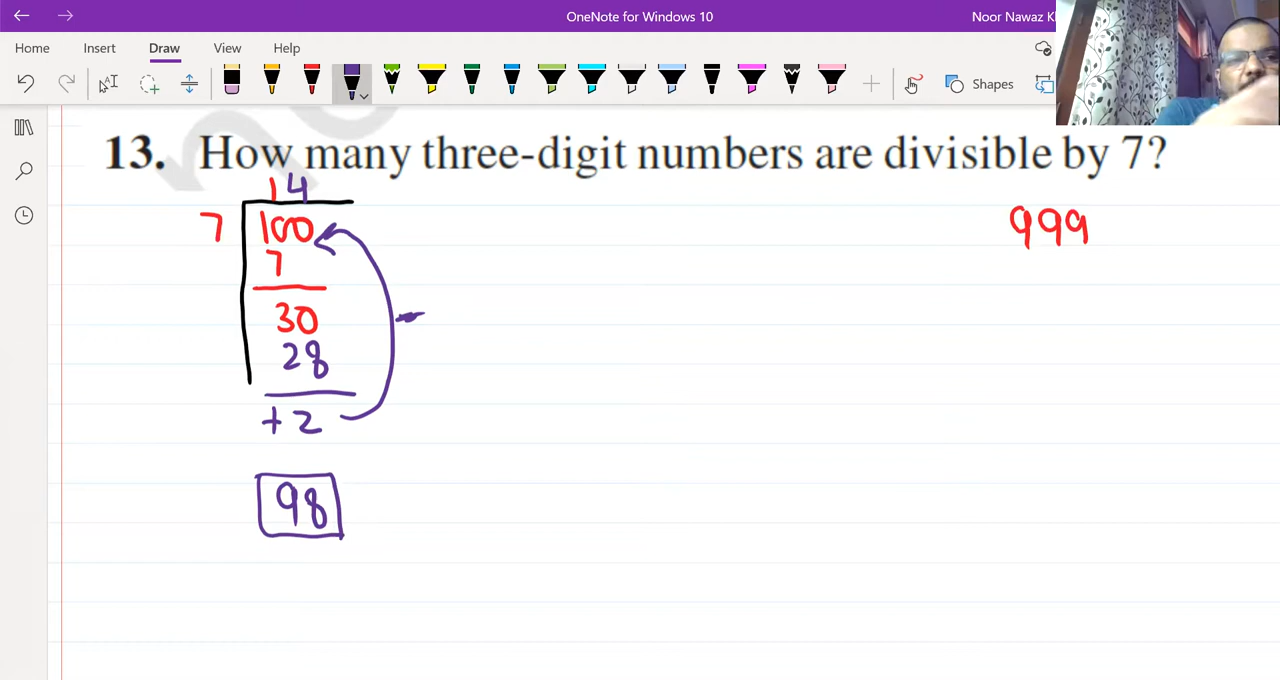 OneNote for Windows 10
Noor Nawaz Kh
Home Insert Draw View Help
Shapes
13. How many three-digit numbers are divisible by 7?
14
7 100
999
7
30
28
+2
98